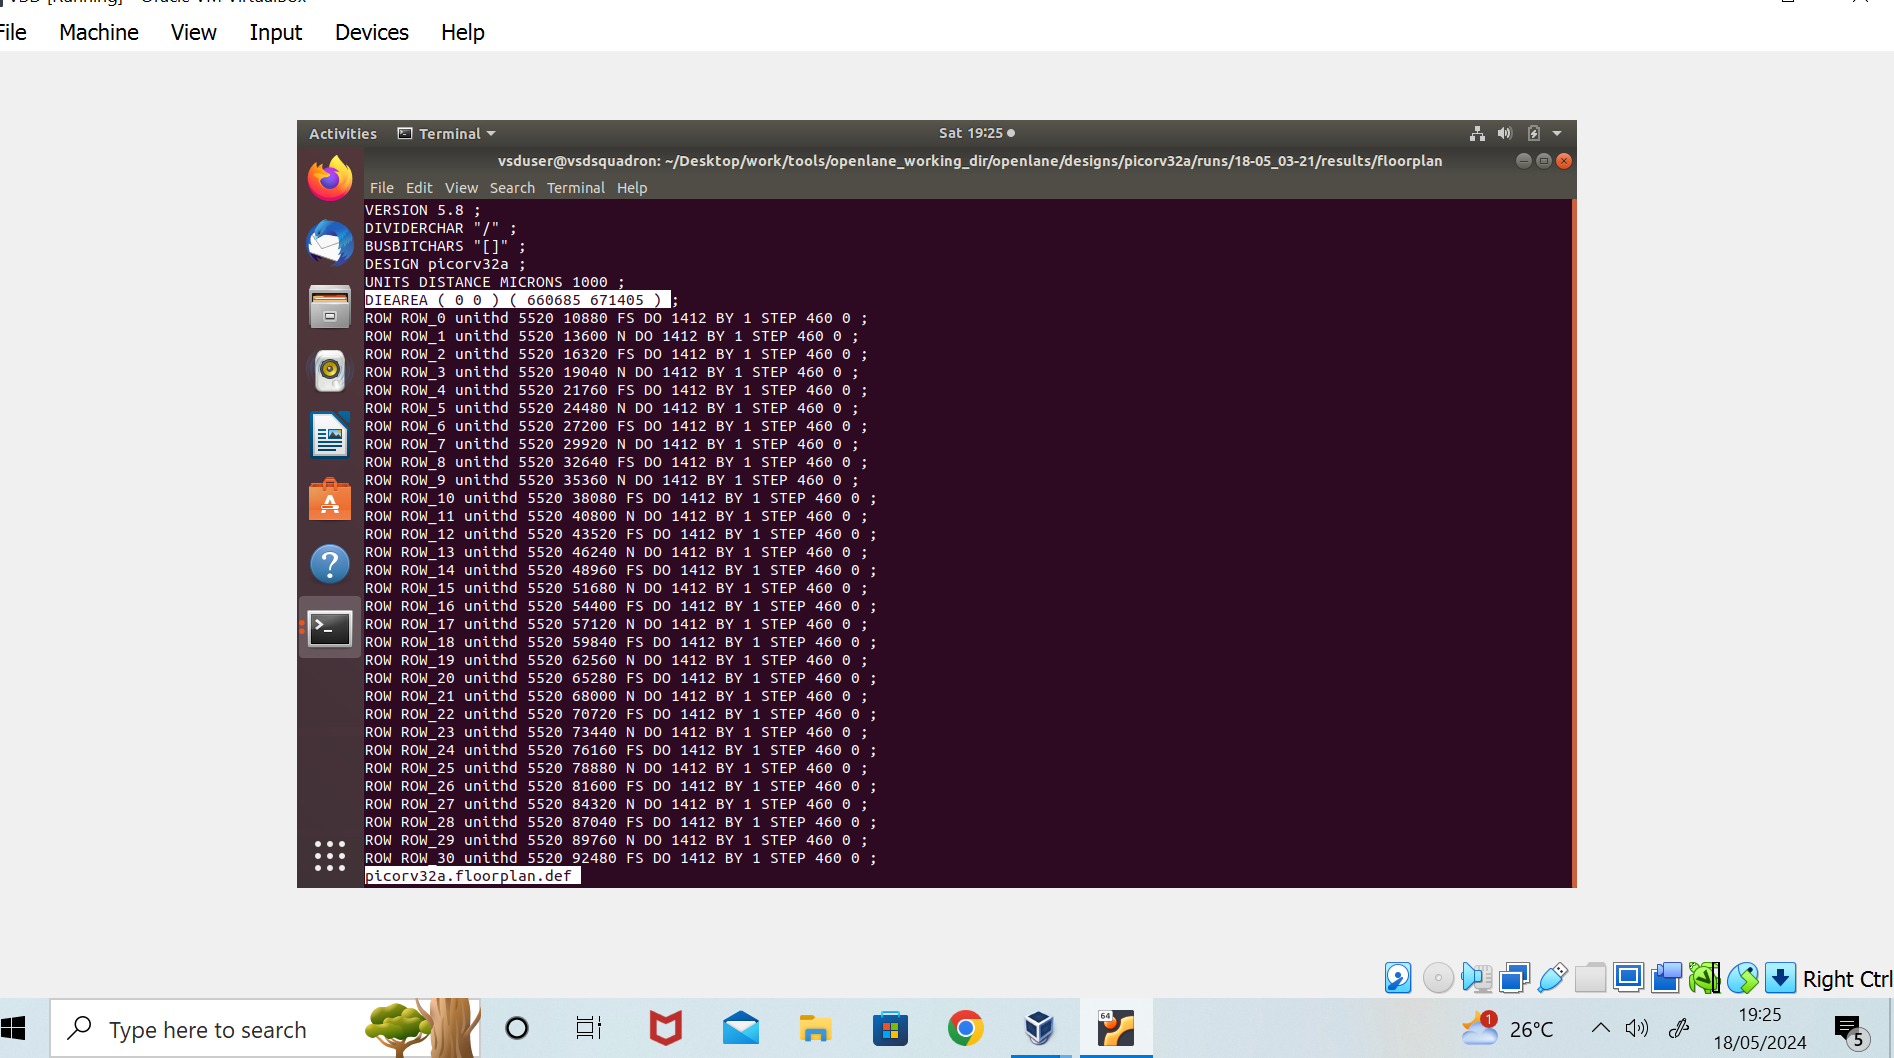 File Machine View Input Devices Help
Activities Terminal Sat 19:25
vsduser@vsdsquadron: ~/Desktop/work/tools/openlane_working_dir/openlane/designs/picorv32a/runs/18-05_03-21/results/floorplan
File Edit View Search Terminal Help
VERSION 5.8 ;
DIVIDERCHAR "/" ;
BUSBITCHARS "[]" ;
DESIGN picorv32a ;
UNITS DISTANCE MICRONS 1000 ;
DIEAREA ( 0 0 ) ( 660685 671405 ) ;
ROW ROW_0 unithd 5520 10880 FS DO 1412 BY 1 STEP 460 0 ;
ROW ROW_1 unithd 5520 13600 N DO 1412 BY 1 STEP 460 0 ;
ROW ROW_2 unithd 5520 16320 FS DO 1412 BY 1 STEP 460 0 ;
ROW ROW_3 unithd 5520 19040 N DO 1412 BY 1 STEP 460 0 ;
ROW ROW_4 unithd 5520 21760 FS DO 1412 BY 1 STEP 460 0 ;
ROW ROW_5 unithd 5520 24480 N DO 1412 BY 1 STEP 460 0 ;
ROW ROW_6 unithd 5520 27200 FS DO 1412 BY 1 STEP 460 0 ;
ROW ROW_7 unithd 5520 29920 N DO 1412 BY 1 STEP 460 0 ;
ROW ROW_8 unithd 5520 32640 FS DO 1412 BY 1 STEP 460 0 ;
ROW ROW_9 unithd 5520 35360 N DO 1412 BY 1 STEP 460 0 ;
ROW ROW_10 unithd 5520 38080 FS DO 1412 BY 1 STEP 460 0 ;
ROW ROW_11 unithd 5520 40800 N DO 1412 BY 1 STEP 460 0 ;
ROW ROW_12 unithd 5520 43520 FS DO 1412 BY 1 STEP 460 0 ;
ROW ROW_13 unithd 5520 46240 N DO 1412 BY 1 STEP 460 0 ;
ROW ROW_14 unithd 5520 48960 FS DO 1412 BY 1 STEP 460 0 ;
ROW ROW_15 unithd 5520 51680 N DO 1412 BY 1 STEP 460 0 ;
ROW ROW_16 unithd 5520 54400 FS DO 1412 BY 1 STEP 460 0 ;
ROW ROW_17 unithd 5520 57120 N DO 1412 BY 1 STEP 460 0 ;
ROW ROW_18 unithd 5520 59840 FS DO 1412 BY 1 STEP 460 0 ;
ROW ROW_19 unithd 5520 62560 N DO 1412 BY 1 STEP 460 0 ;
ROW ROW_20 unithd 5520 65280 FS DO 1412 BY 1 STEP 460 0 ;
ROW ROW_21 unithd 5520 68000 N DO 1412 BY 1 STEP 460 0 ;
ROW ROW_22 unithd 5520 70720 FS DO 1412 BY 1 STEP 460 0 ;
ROW ROW_23 unithd 5520 73440 N DO 1412 BY 1 STEP 460 0 ;
ROW ROW_24 unithd 5520 76160 FS DO 1412 BY 1 STEP 460 0 ;
ROW ROW_25 unithd 5520 78880 N DO 1412 BY 1 STEP 460 0 ;
ROW ROW_26 unithd 5520 81600 FS DO 1412 BY 1 STEP 460 0 ;
ROW ROW_27 unithd 5520 84320 N DO 1412 BY 1 STEP 460 0 ;
ROW ROW_28 unithd 5520 87040 FS DO 1412 BY 1 STEP 460 0 ;
ROW ROW_29 unithd 5520 89760 N DO 1412 BY 1 STEP 460 0 ;
ROW ROW_30 unithd 5520 92480 FS DO 1412 BY 1 STEP 460 0 ;
picorv32a.floorplan.def
Right Ctrl
Type here to search
64
1
26°C
19:25
18/05/2024
5